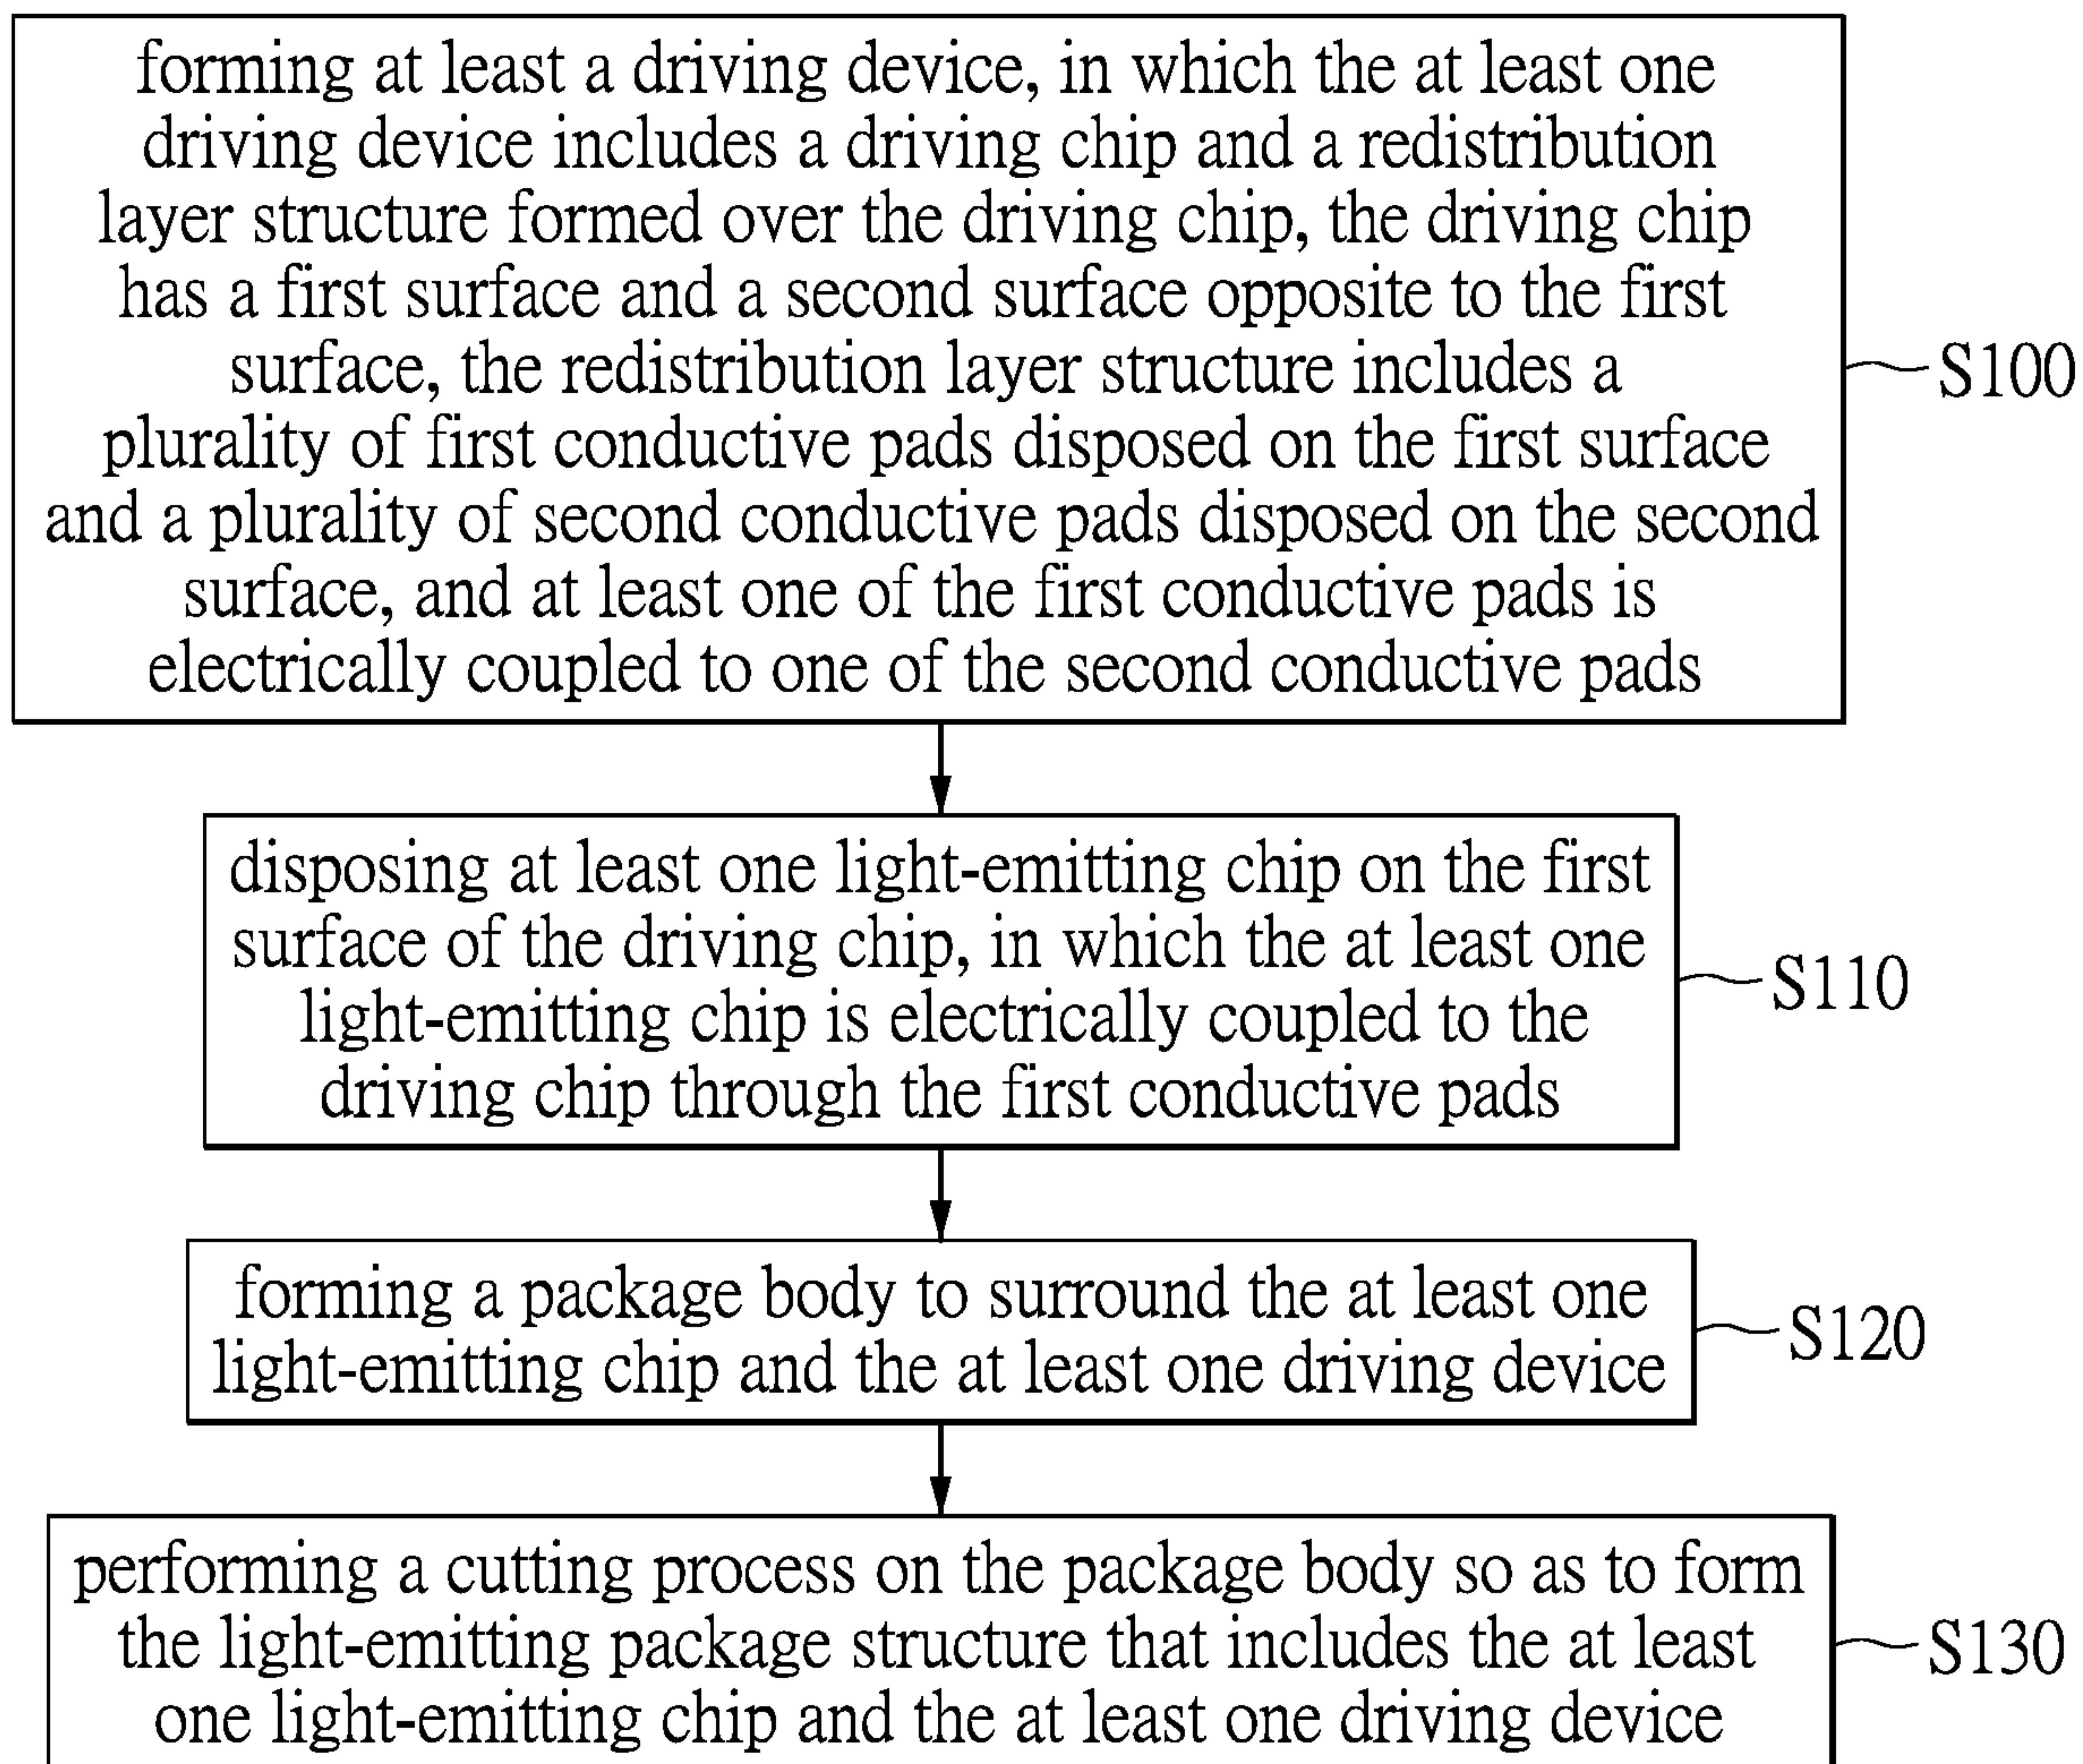 forming at least a driving device, in which the at least one
driving device includes a driving chip and a redistribution
layer structure formed over the driving chip, the driving chip
has a first surface and a second surface opposite to the first
surface, the redistribution layer structure includes a
plurality of first conductive pads disposed on the first surface
and a plurality of second conductive pads disposed on the second
surface, and at least one of the first conductive pads is
electrically coupled to one of the second conductive pads
S100
disposing at least one light-emitting chip on the first
surface of the driving chip, in which the at least one
light-emitting chip is electrically coupled to the
driving chip through the first conductive pads
S110
forming a package body to surround the at least one
light-emitting chip and the at least one driving device
S120
performing a cutting process on the package body so as to form
the light-emitting package structure that includes the at least
one light-emitting chip and the at least one driving device
S130